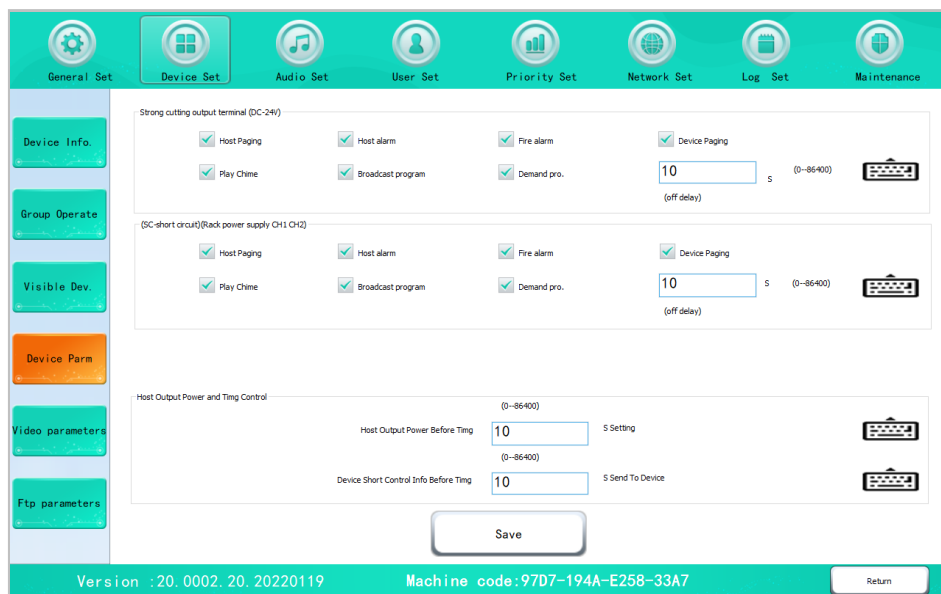 General Set Device Set Audio Set User Set Priority Set Network Set Log Set Maintenance
Device Info.
Group Operate
Visible Dev.
Device Parm
Video parameters
Ftp parameters
Strong cutting output terminal (DC-24V)
Host Paging Host alarm Fire alarm Device Paging
Play Chime Broadcast program Demand pro. 10 S (0--86400)
(off delay)
(SC-short circuit)(Rack power supply CH1 CH2)
Host Paging Host alarm Fire alarm Device Paging
Play Chime Broadcast program Demand pro. 10 S (0--86400)
(off delay)
Host Output Power and Timg Control
(0--86400)
Host Output Power Before Timg 10 S Setting
(0--86400)
Device Short Control Info Before Timg 10 S Send To Device
Save
Version :20.0002.20.20220119 Machine code:97D7-194A-E258-33A7 Return